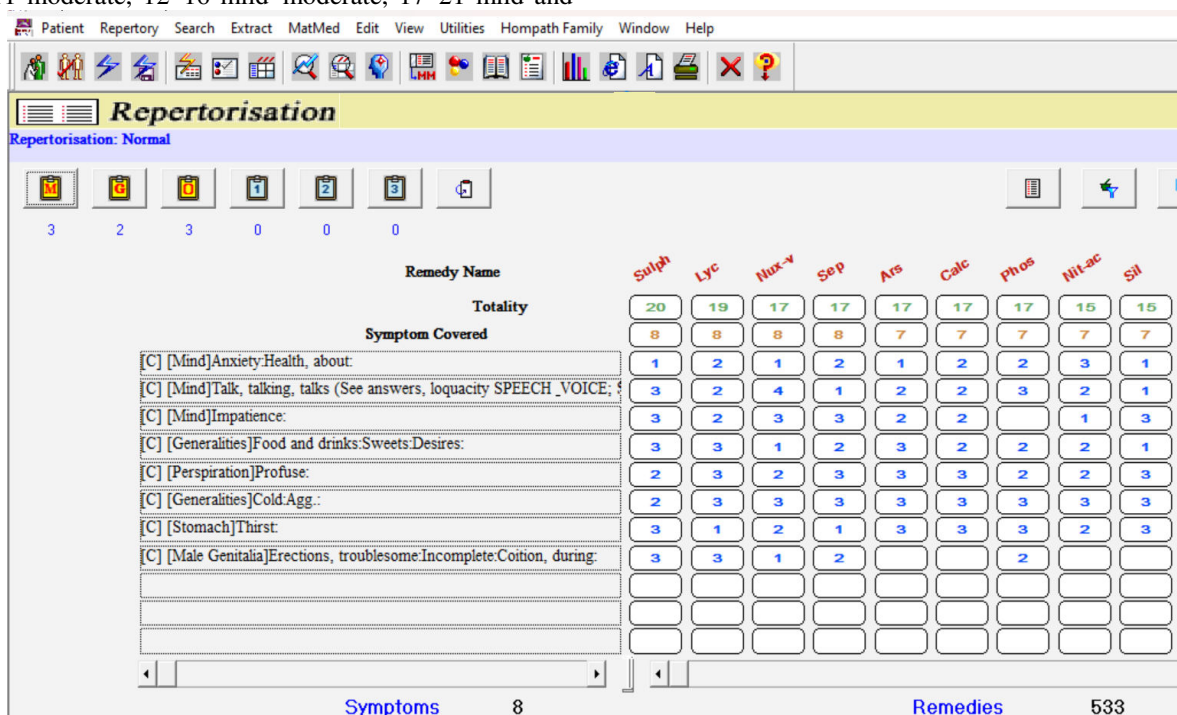 moderate, 12–16 mild–moderate, 17–21 mild and
Patient Repertory Search Extract MatMed Edit View Utilities Hompath Family Window Help
Repertorisation
Repertorisation: Normal
M G O 1 2 3
3 2 3 0 0 0
Remedy Name Sulph Lyc Nux-v Sep Ars Calc Phos Nit-ac Sil
Totality 20 19 17 17 17 17 17 15 15
Symptom Covered 8 8 8 8 7 7 7 7 7
[C] [Mind]Anxiety:Health, about: 1 2 1 2 1 2 2 3 1
[C] [Mind]Talk, talking, talks (See answers, loquacity SPEECH_VOICE; 3 2 4 1 2 2 3 2 1
[C] [Mind]Impatience: 3 2 3 3 2 2 1 3
[C] [Generalities]Food and drinks:Sweets:Desires: 3 3 1 2 3 2 2 2 1
[C] [Perspiration]Profuse: 2 3 2 3 3 3 2 2 3
[C] [Generalities]Cold:Agg.: 2 3 3 3 3 3 3 3 3
[C] [Stomach]Thirst: 3 1 2 1 3 3 3 2 3
[C] [Male Genitalia]Erections, troublesome:Incomplete:Coition, during: 3 3 1 2 2
Symptoms 8 Remedies 533